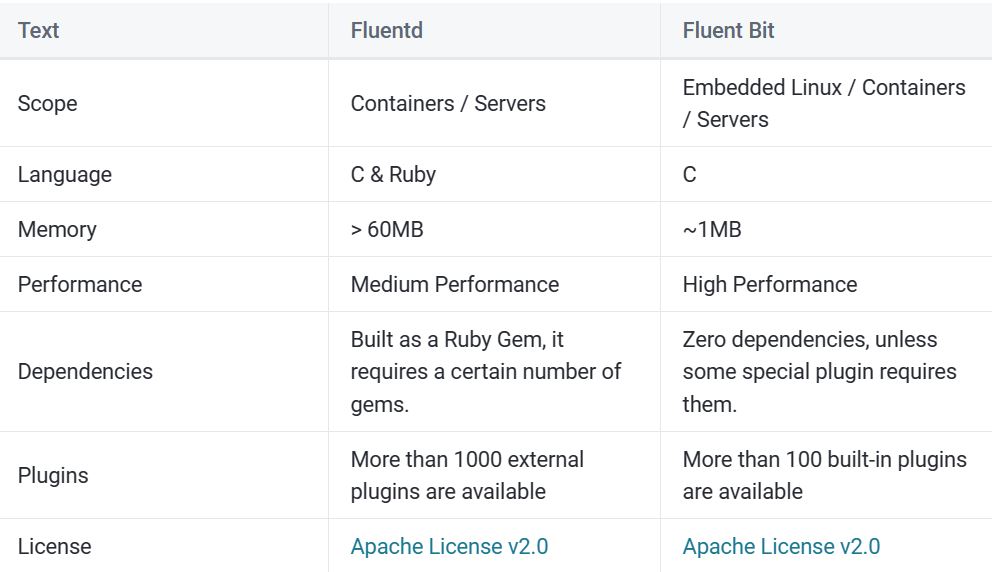 Text Fluentd Fluent Bit
Scope Containers / Servers Embedded Linux / Containers
/ Servers
Language C & Ruby C
Memory > 60MB ~1MB
Performance Medium Performance High Performance
Dependencies
Built as a Ruby Gem, it
requires a certain number of
gems.
Zero dependencies, unless
some special plugin requires
them.
Plugins
More than 1000 external
plugins are available
More than 100 built-in plugins
are available
License Apache License v2.0 Apache License v2.0